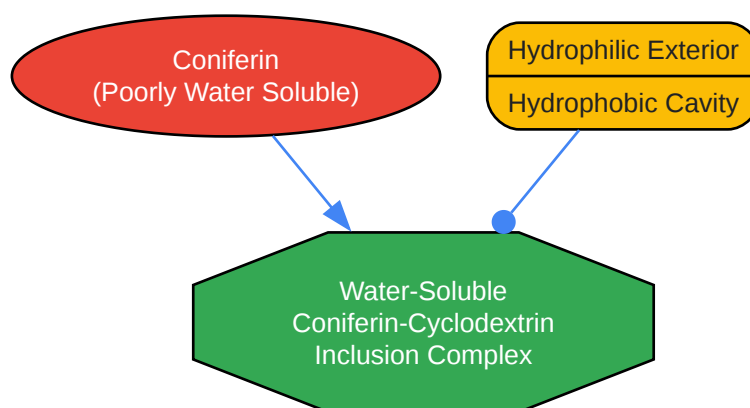 Coniferin
(Poorly Water Soluble)
Hydrophilic Exterior
Hydrophobic Cavity
Water-Soluble
Coniferin-Cyclodextrin
Inclusion Complex